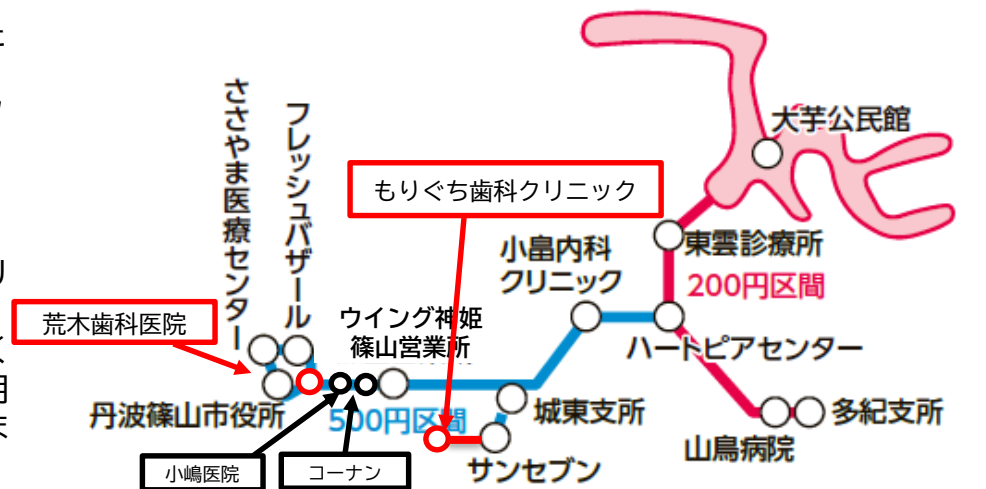 ささやま医療センター
フレッシュバザール
大芋公民館
もりぐち歯科クリニック
小畠内科
クリニック
東雲診療所
200円区間
荒木歯科医院
ウイング神姫
篠山営業所
ハートピアセンター
丹波篠山市役所
500円区間
城東支所
多紀支所
山鳥病院
サンセブン
小嶋医院
コーナン